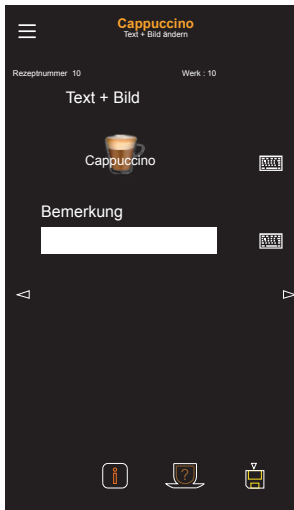 Cappuccino
Text + Bild ändern
Rezeptnummer 10 Werk : 10
Text + Bild
Cappuccino
Bemerkung
i
?